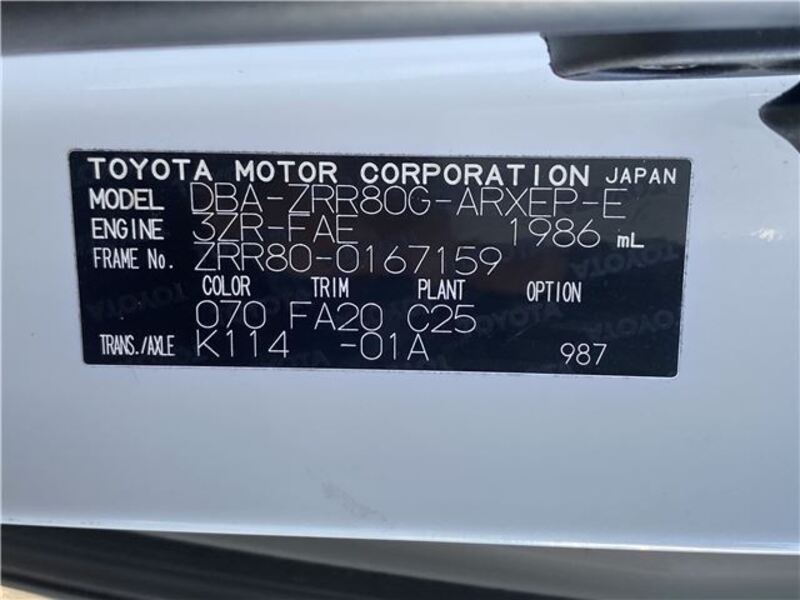 TOYOTA MOTOR CORPORATION JAPAN
MODEL DBA-ZRR80G-ARXEP-E
ENGINE 3ZR-FAE 1986 mL
FRAME No. ZRR80-0167159
COLOR TRIM PLANT OPTION
070 FA20 C25
TRANS./AXLE K114 -01A 987